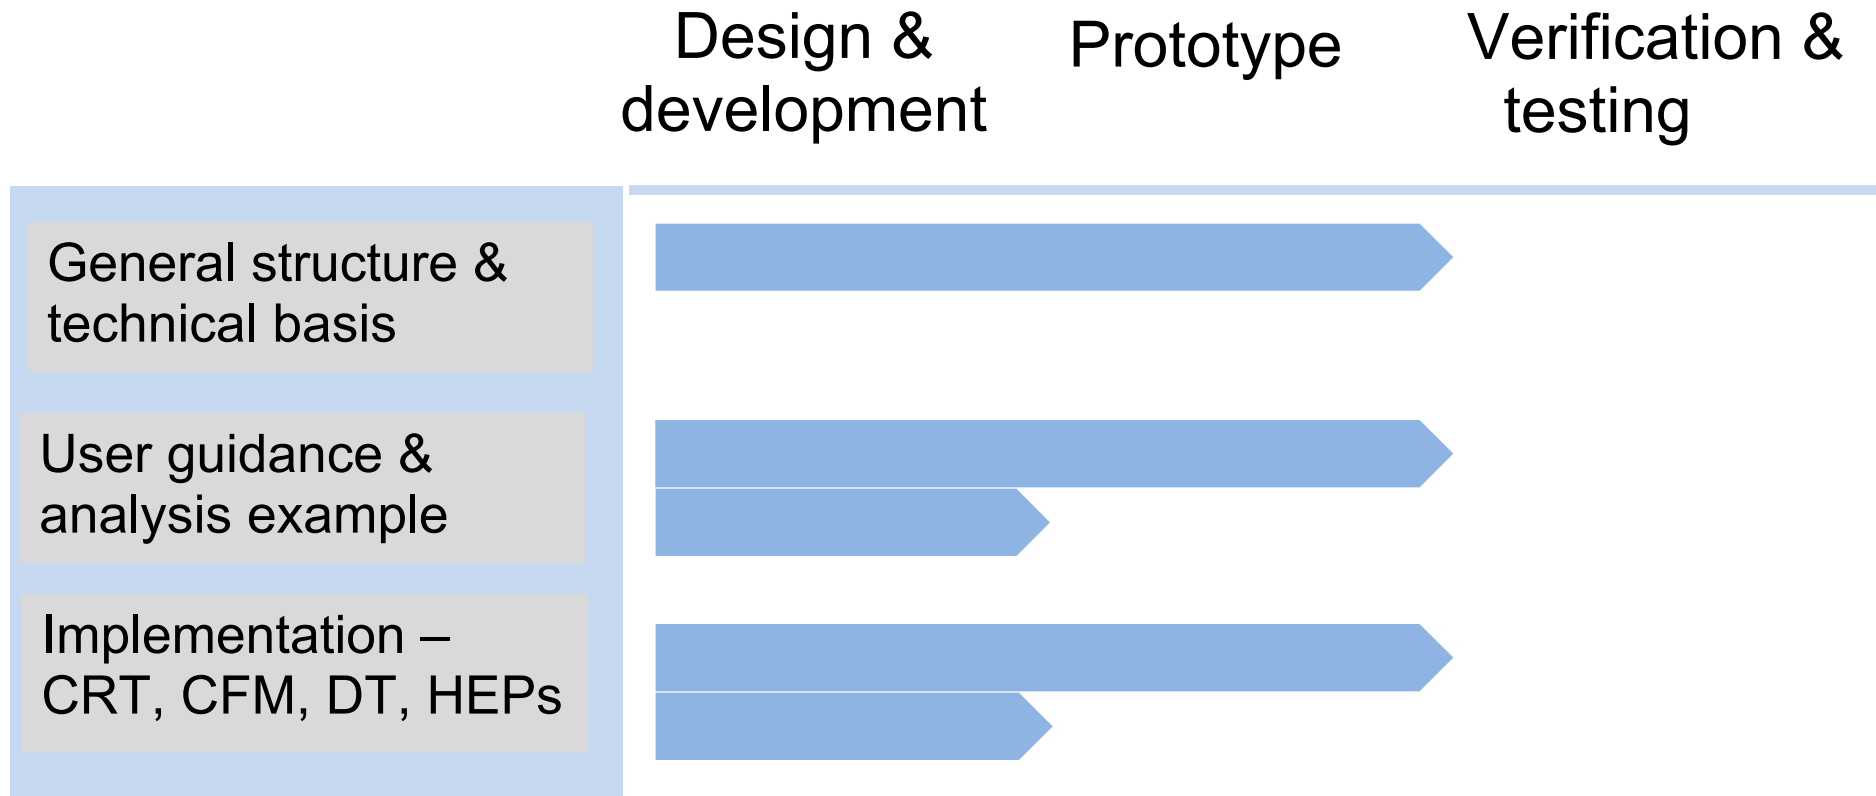 Design &
development
Prototype
Verification &
testing
General structure &
technical basis
User guidance &
analysis example
Implementation –
CRT, CFM, DT, HEPs